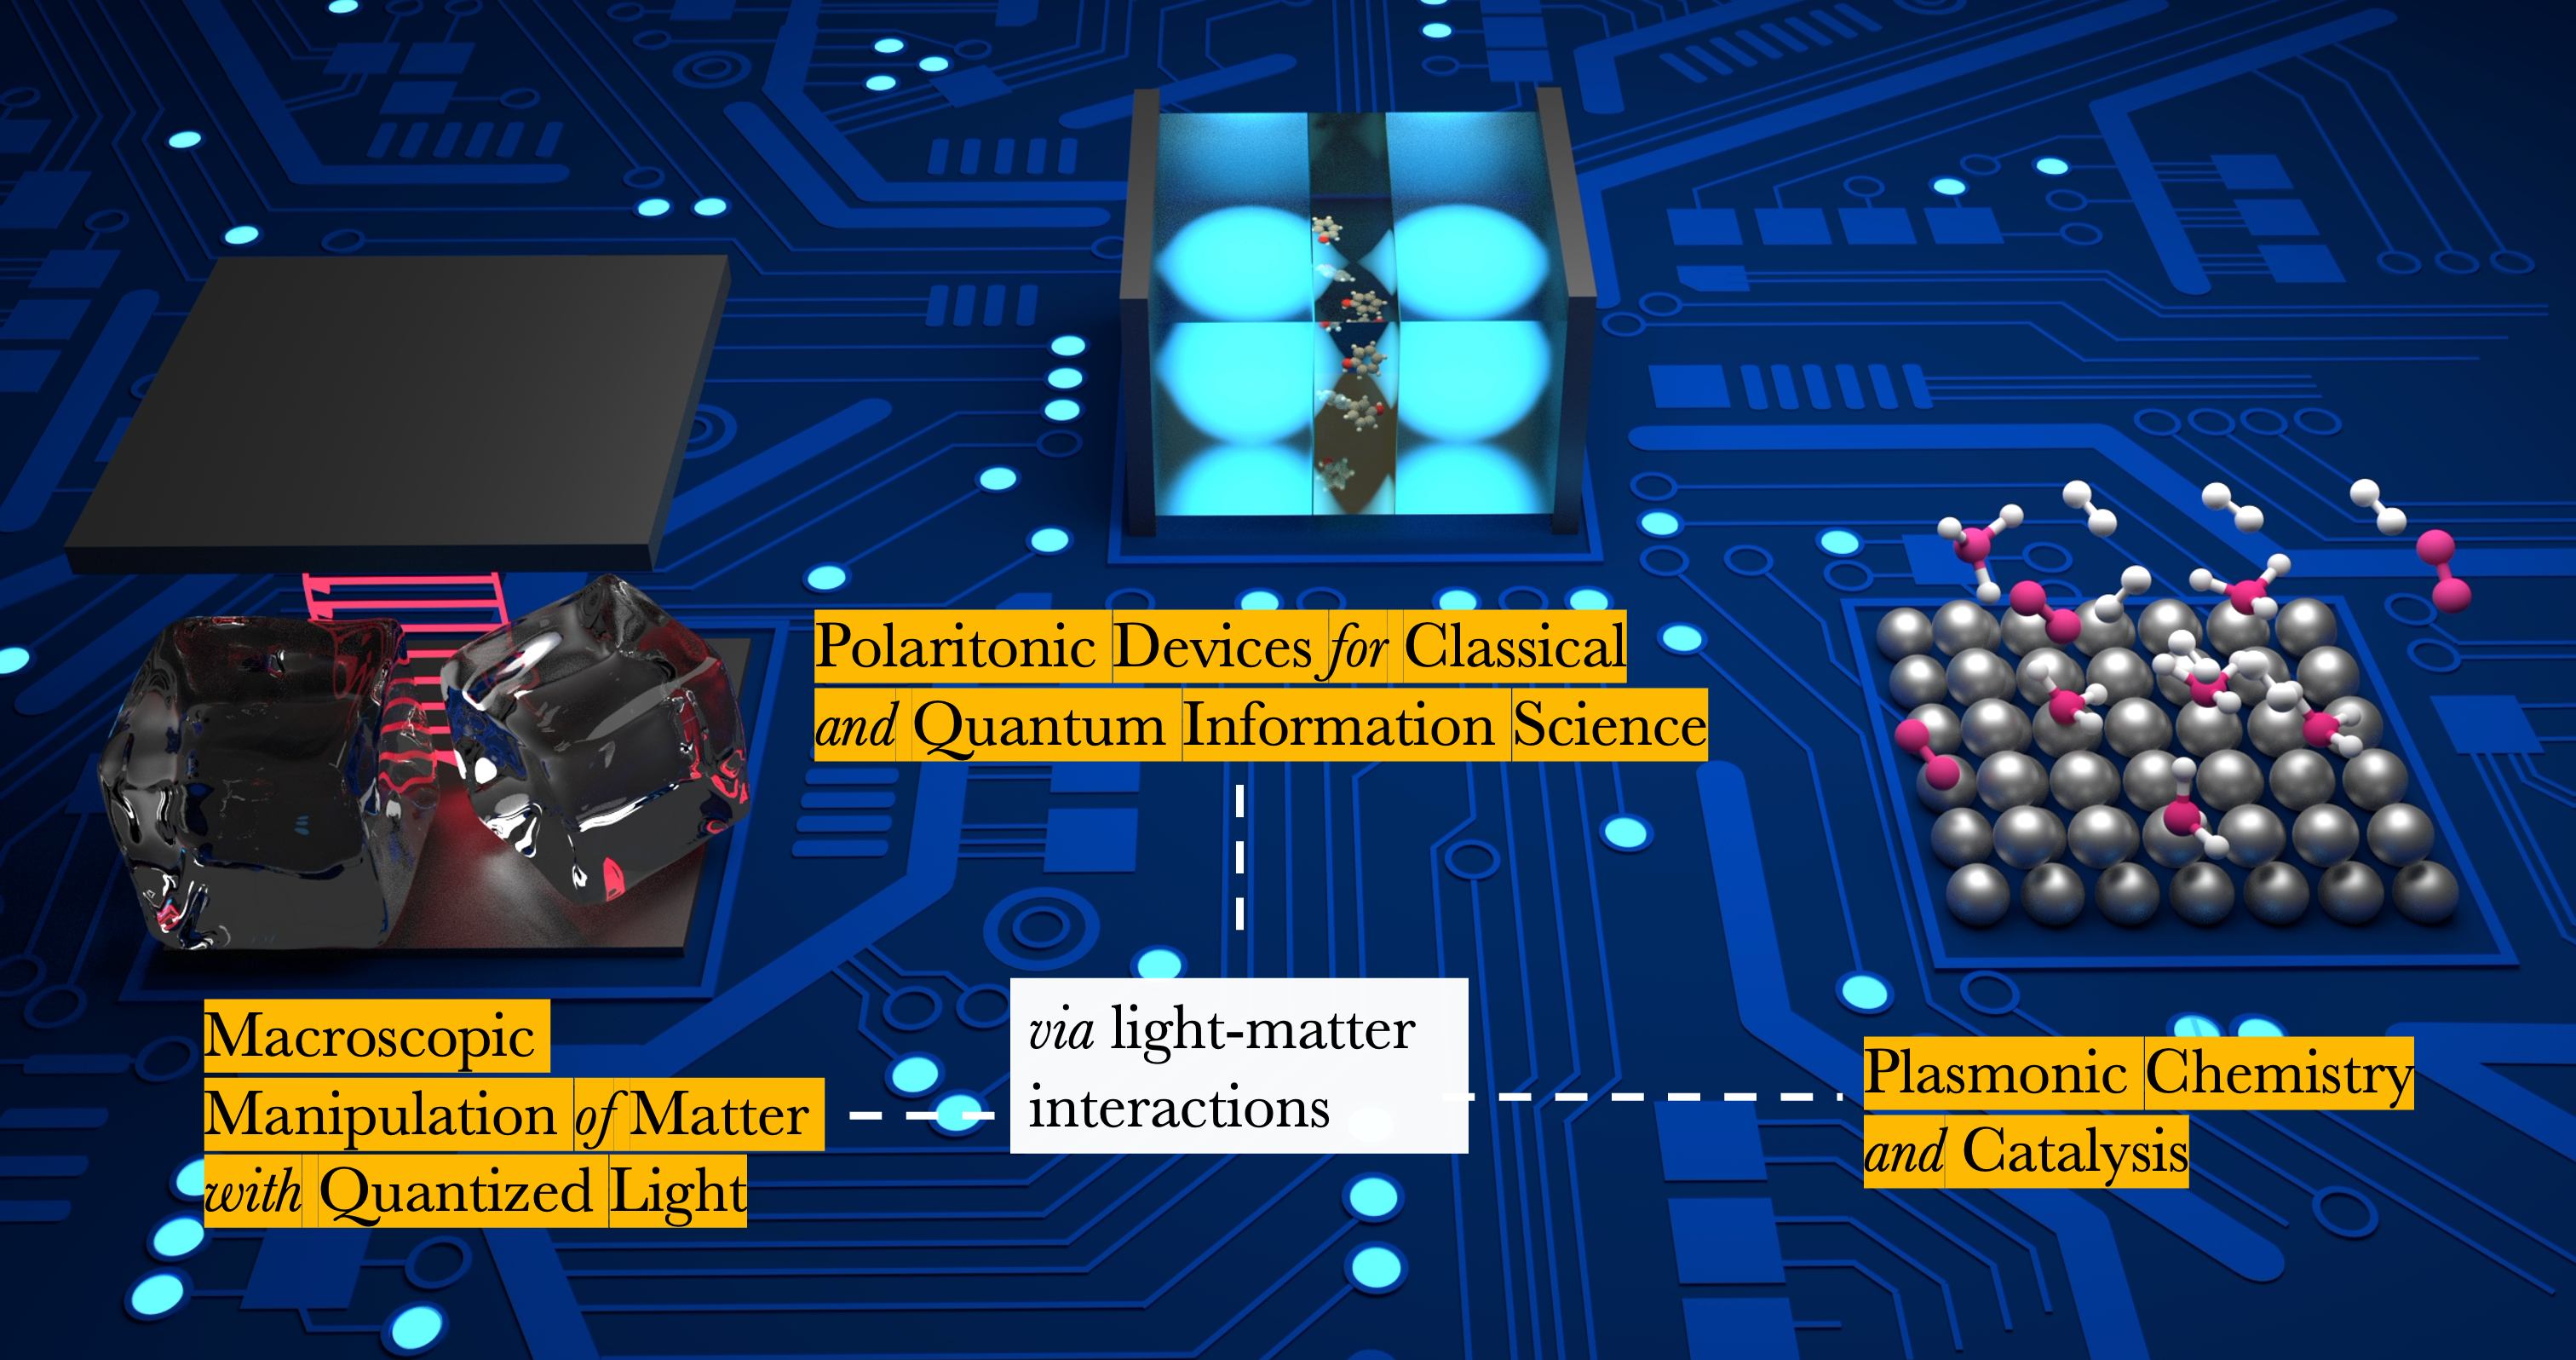 Polaritonic Devices for Classical
and Quantum Information Science
via light-matter
interactions
Macroscopic
Manipulation of Matter
with Quantized Light
Plasmonic Chemistry
and Catalysis